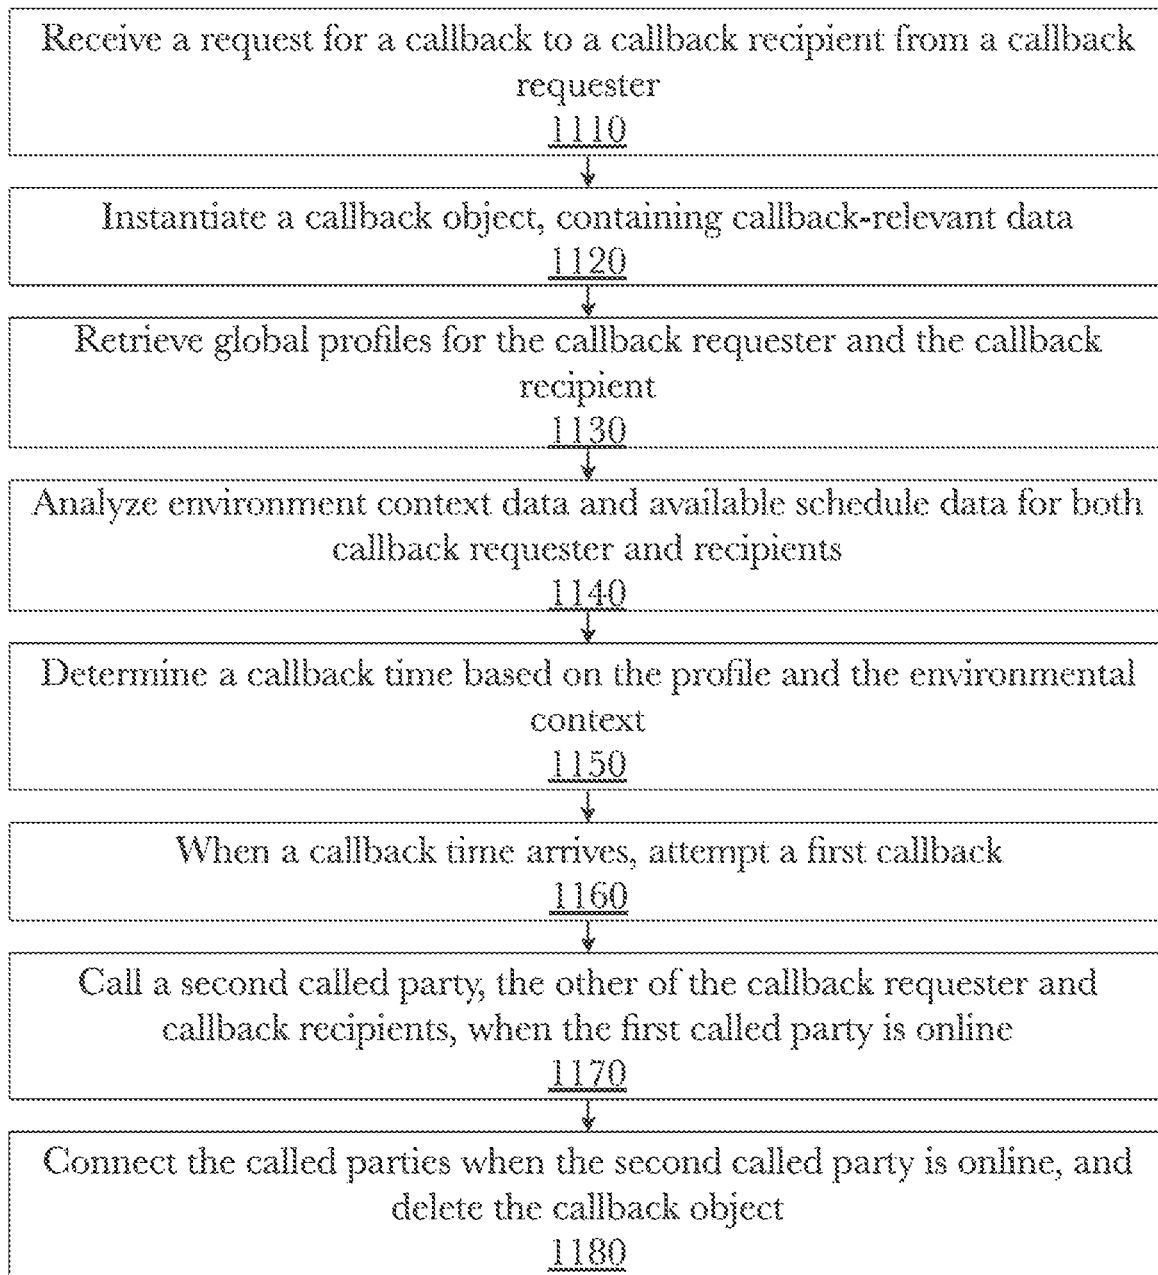 Receive a request for a callback to a callback recipient from a callback
requester
1110
Instantiate a callback object, containing callback-relevant data
1120
Retrieve global profiles for the callback requester and the callback
recipient
1130
Analyze environment context data and available schedule data for both
callback requester and recipients
1140
Determine a callback time based on the profile and the environmental
context
1150
When a callback time arrives, attempt a first callback
1160
Call a second called party, the other of the callback requester and
callback recipients, when the first called party is online
1170
Connect the called parties when the second called party is online, and
delete the callback object
1180